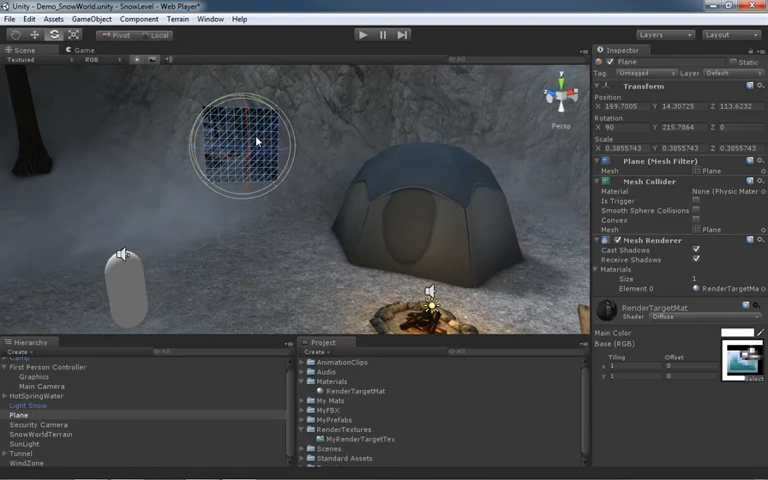 Unity - Demo_SnowWorld.unity - SnowLevel - Web Player*
File Edit Assets GameObject Component Terrain Window Help
Pivot Local Layers Layout
Scene Game
Textured RGB All
y
x
z
Persp
Inspector
Plane Static
Tag Untagged Layer Default
Transform
Position
X 169.7005 Y 14.30725 Z 113.6232
Rotation
X 90 Y 215.7864 Z 0
Scale
X 0.3855743 Y 0.3855743 Z 0.3855743
Plane (Mesh Filter)
Mesh Plane
Mesh Collider
Material None (Physic Mater
Is Trigger
Smooth Sphere Collisions
Convex
Mesh Plane
Mesh Renderer
Cast Shadows
Receive Shadows
Materials
Size 1
Element 0 RenderTargetMa
RenderTargetMat
Shader Diffuse
Main Color
Base (RGB)
Tiling Offset
x 1 0
y 1 0
Select
Hierarchy
Create All
Camp
First Person Controller
Graphics
Main Camera
HotSpringWater
Light Snow
Plane
Security Camera
SnowWorldTerrain
SunLight
Tunnel
WindZone
Project
Create All
AnimationClips
Audio
Materials
RenderTargetMat
My Mats
MyFBX
MyPrefabs
RenderTextures
MyRenderTargetTex
Scenes
Standard Assets